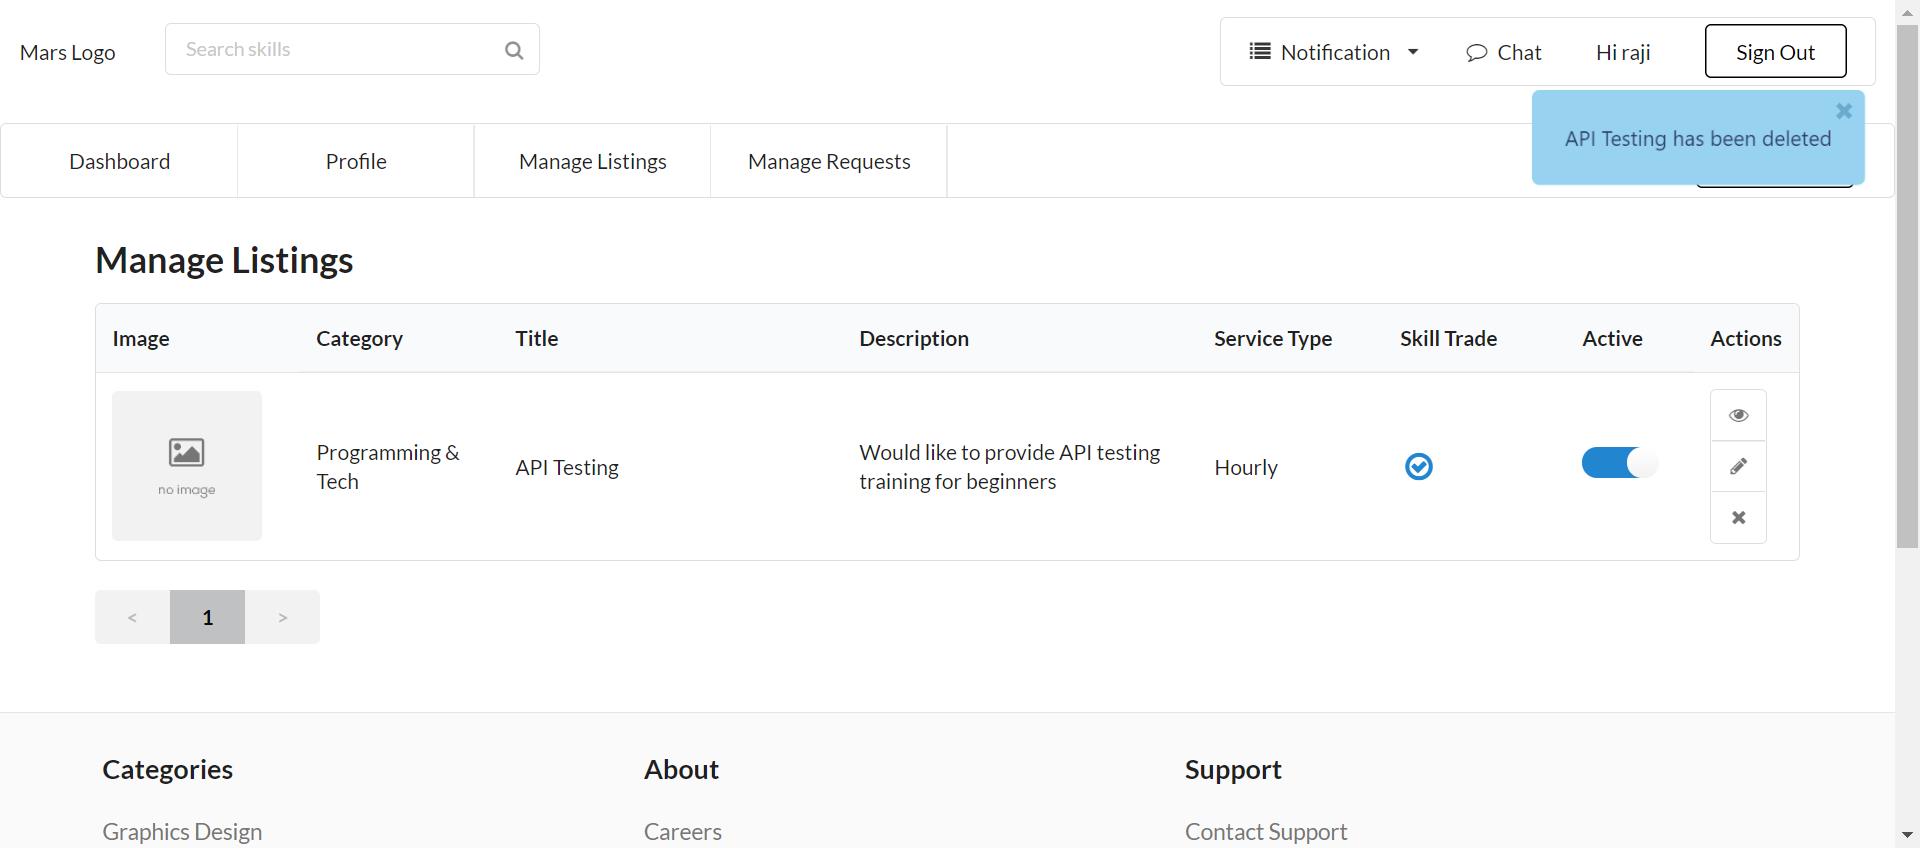 Mars Logo
Search skills
Notification
Chat
Hi raji
Sign Out
API Testing has been deleted
Dashboard
Profile
Manage Listings
Manage Requests
Manage Listings
Image
Category
Title
Description
Service Type
Skill Trade
Active
Actions
no image
Programming &
Tech
API Testing
Would like to provide API testing
training for beginners
Hourly
<
1
>
Categories
About
Support
Graphics Design
Careers
Contact Support